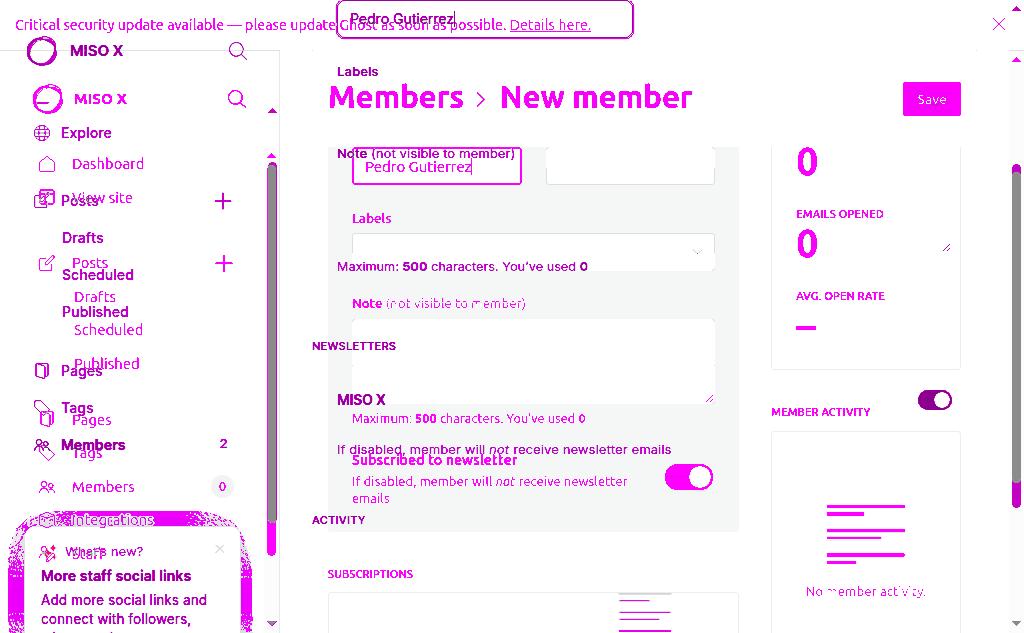 Pedro Gutierrez
Critical security update available — please update Ghost as soon as possible. Details here.
MISO X
Labels
MISO X
Members > New member
Save
Explore
Note (not visible to member)
Dashboard
Pedro Gutierrez
0
View site
Posts
Labels
EMAILS OPENED
Drafts
0
Posts
Maximum: 500 characters. You've used 0
Scheduled
Drafts
Note (not visible to member)
AVG. OPEN RATE
Published
Scheduled
—
NEWSLETTERS
Published
Pages
MISO X
Tags
MEMBER ACTIVITY
Pages
Maximum: 500 characters. You've used 0
Members 2
If disabled, member will not receive newsletter emails
Tags
Subscribed to newsletter
If disabled, member will not receive newsletter
emails
Members 0
Integrations
ACTIVITY
What's new?
Staff
More staff social links
SUBSCRIPTIONS
No member activity.
Add more social links and
connect with followers,